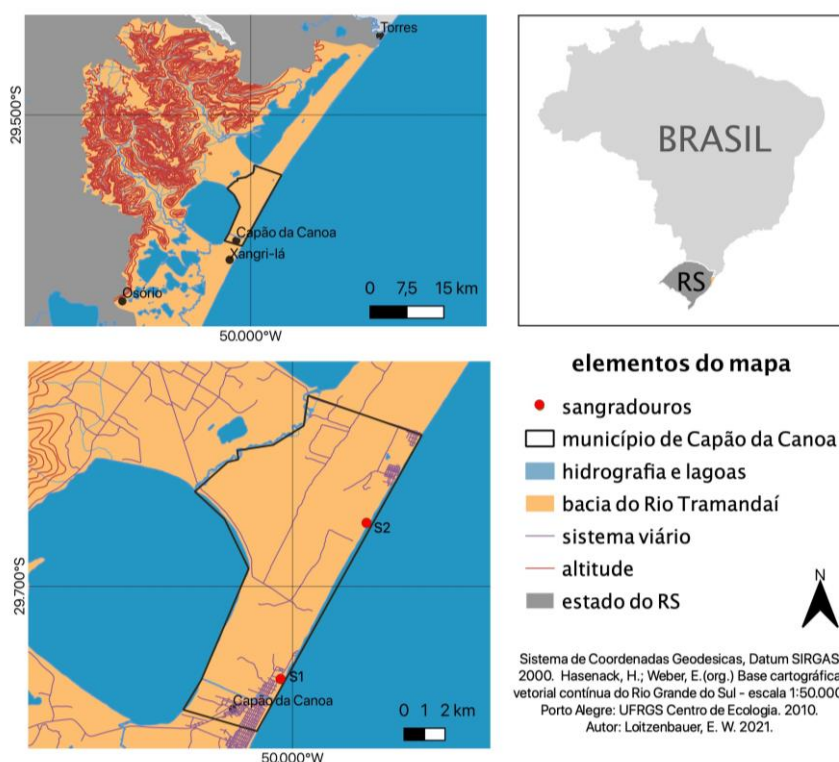 Torres
29.500°S
Capão da Canoa
Xangri-lá
Osório
0 7,5 15 km
50.000°W
BRASIL
RS
29.700°S
S2
S1
Capão da Canoa
0 1 2 km
50.000°W
elementos do mapa
sangradouros
município de Capão da Canoa
hidrografia e lagoas
bacia do Rio Tramandaí
sistema viário
altitude
estado do RS
N
Sistema de Coordenadas Geodesicas, Datum SIRGAS
2000. Hasenack, H.; Weber, E.(org.) Base cartográfica
vetorial contínua do Rio Grande do Sul - escala 1:50.000
Porto Alegre: UFRGS Centro de Ecologia. 2010.
Autor: Loitzenbauer, E. W. 2021.